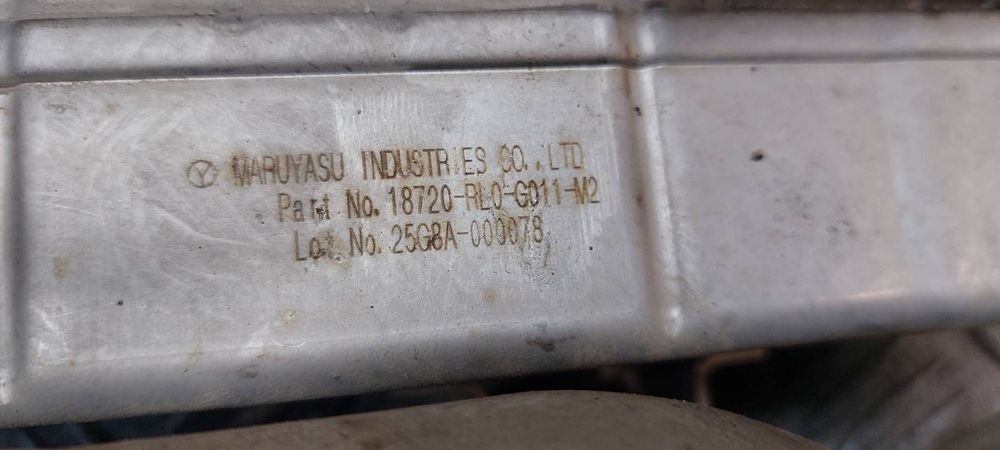 MARUYASU INDUSTRIES CO.,LTD
Part No. 18720-RL0-G011-M2
Lot No. 25G8A-000078